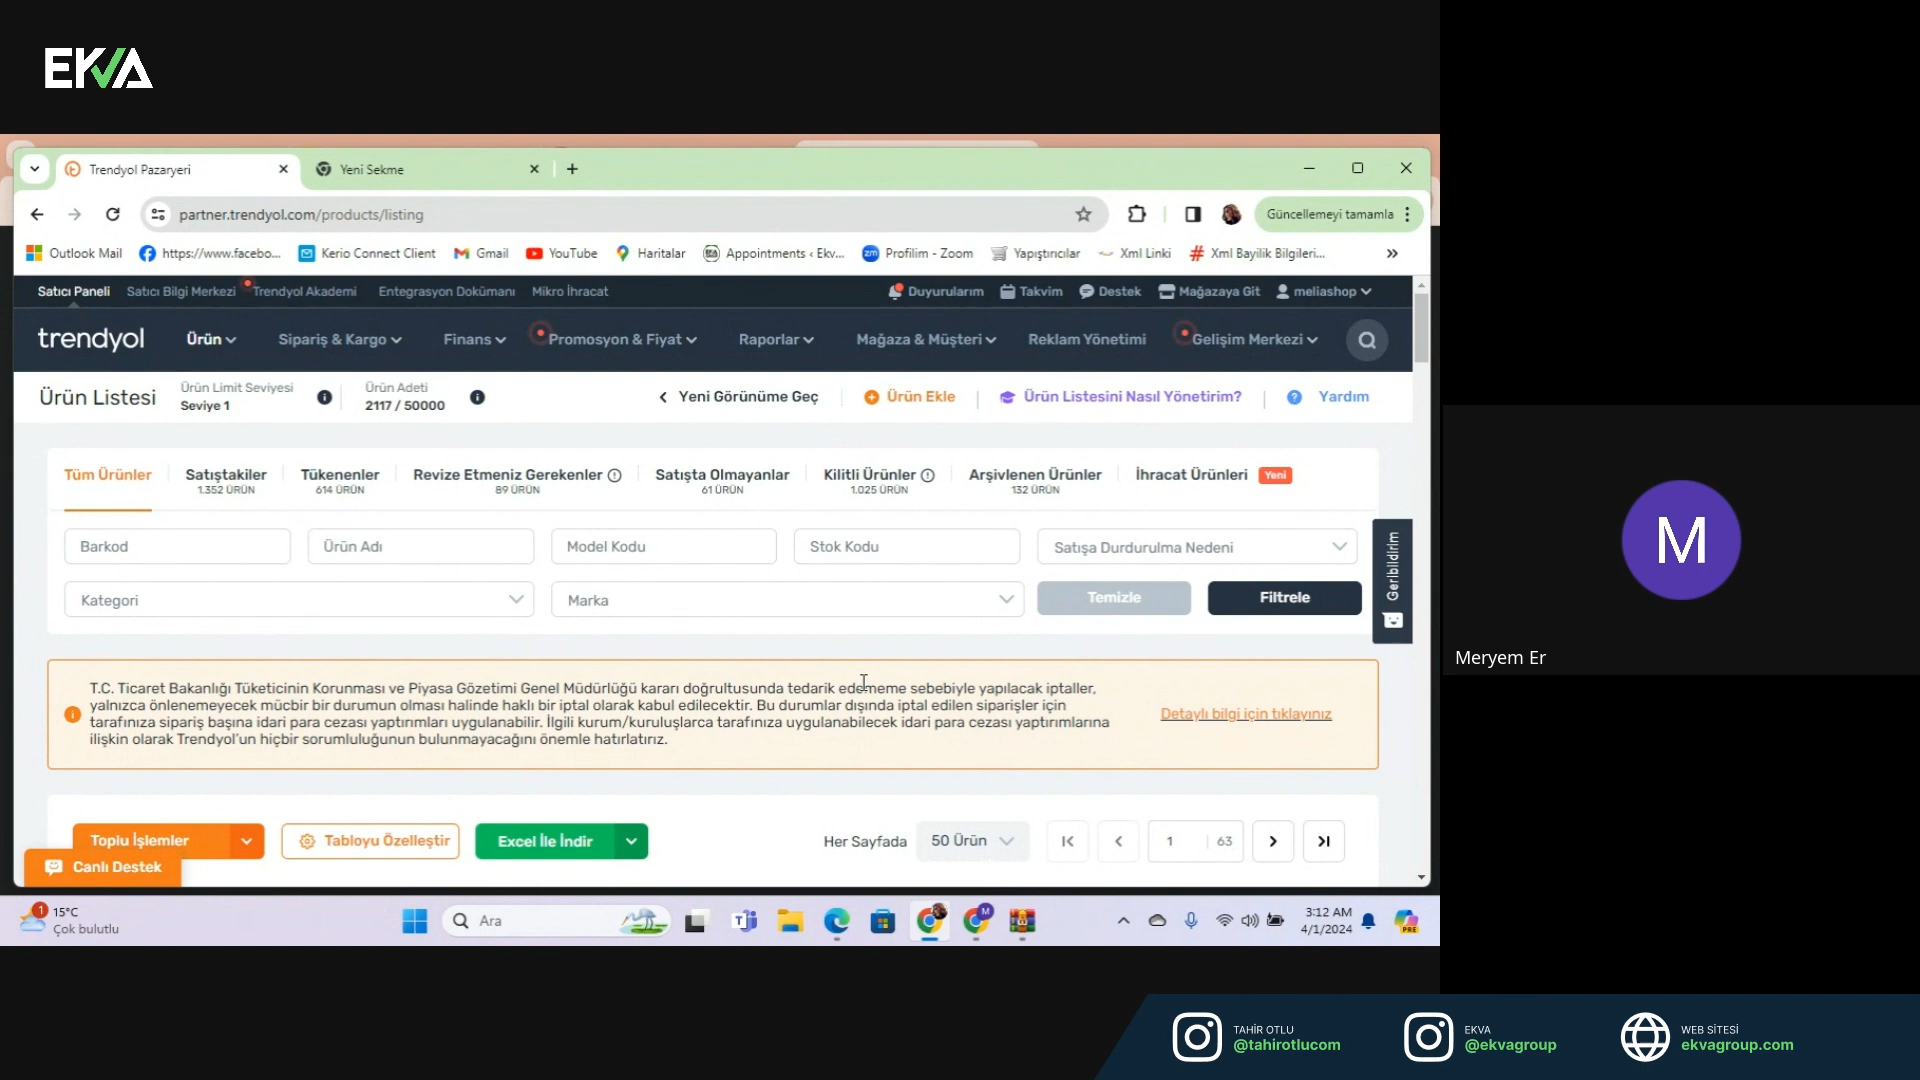 EKVA
Trendyol Pazaryeri
Yeni Sekme
partner.trendyol.com/products/listing
Güncellemeyi tamamla
Outlook Mail
https://www.facebo...
Kerio Connect Client
Gmail
YouTube
Haritalar
Appointments ‹ Ekv...
Profilim - Zoom
Yapıştırıcılar
Xml Linki
Xml Bayilik Bilgileri...
Satıcı Paneli
Satıcı Bilgi Merkezi
Trendyol Akademi
Entegrasyon Dokümanı
Mikro İhracat
Duyurularım
Takvim
Destek
Mağazaya Git
meliashop
trendyol
Ürün
Sipariş & Kargo
Finans
Promosyon & Fiyat
Raporlar
Mağaza & Müşteri
Reklam Yönetimi
Gelişim Merkezi
Ürün Listesi
Ürün Limit Seviyesi
Seviye 1
Ürün Adeti
2117 / 50000
Yeni Görünüme Geç
Ürün Ekle
Ürün Listesini Nasıl Yönetirim?
Yardım
Tüm Ürünler
Satıştakiler
1.352 ÜRÜN
Tükenenler
614 ÜRÜN
Revize Etmeniz Gerekenler
89 ÜRÜN
Satışta Olmayanlar
61 ÜRÜN
Kilitli Ürünler
1.025 ÜRÜN
Arşivlenen Ürünler
132 ÜRÜN
İhracat Ürünleri
Yeni
Barkod
Ürün Adı
Model Kodu
Stok Kodu
Satışa Durdurulma Nedeni
Kategori
Marka
Temizle
Filtrele
Geribildirim
T.C. Ticaret Bakanlığı Tüketicinin Korunması ve Piyasa Gözetimi Genel Müdürlüğü kararı doğrultusunda tedarik edememe sebebiyle yapılacak iptaller,
yalnızca önlenemeyecek mücbir bir durumun olması halinde haklı bir iptal olarak kabul edilecektir. Bu durumlar dışında iptal edilen siparişler için
tarafınıza sipariş başına idari para cezası yaptırımları uygulanabilir. İlgili kurum/kuruluşlarca tarafınıza uygulanabilecek idari para cezası yaptırımlarına
ilişkin olarak Trendyol'un hiçbir sorumluluğunun bulunmayacağını önemle hatırlatırız.
Detaylı bilgi için tıklayınız
Toplu İşlemler
Tabloyu Özelleştir
Excel İle İndir
Her Sayfada
50 Ürün
1
63
Canlı Destek
1
15°C
Çok bulutlu
Ara
M
PRE
3:12 AM
4/1/2024
M
Meryem Er
TAHİR OTLU
@tahirotlucom
EKVA
@ekvagroup
WEB SİTESİ
ekvagroup.com